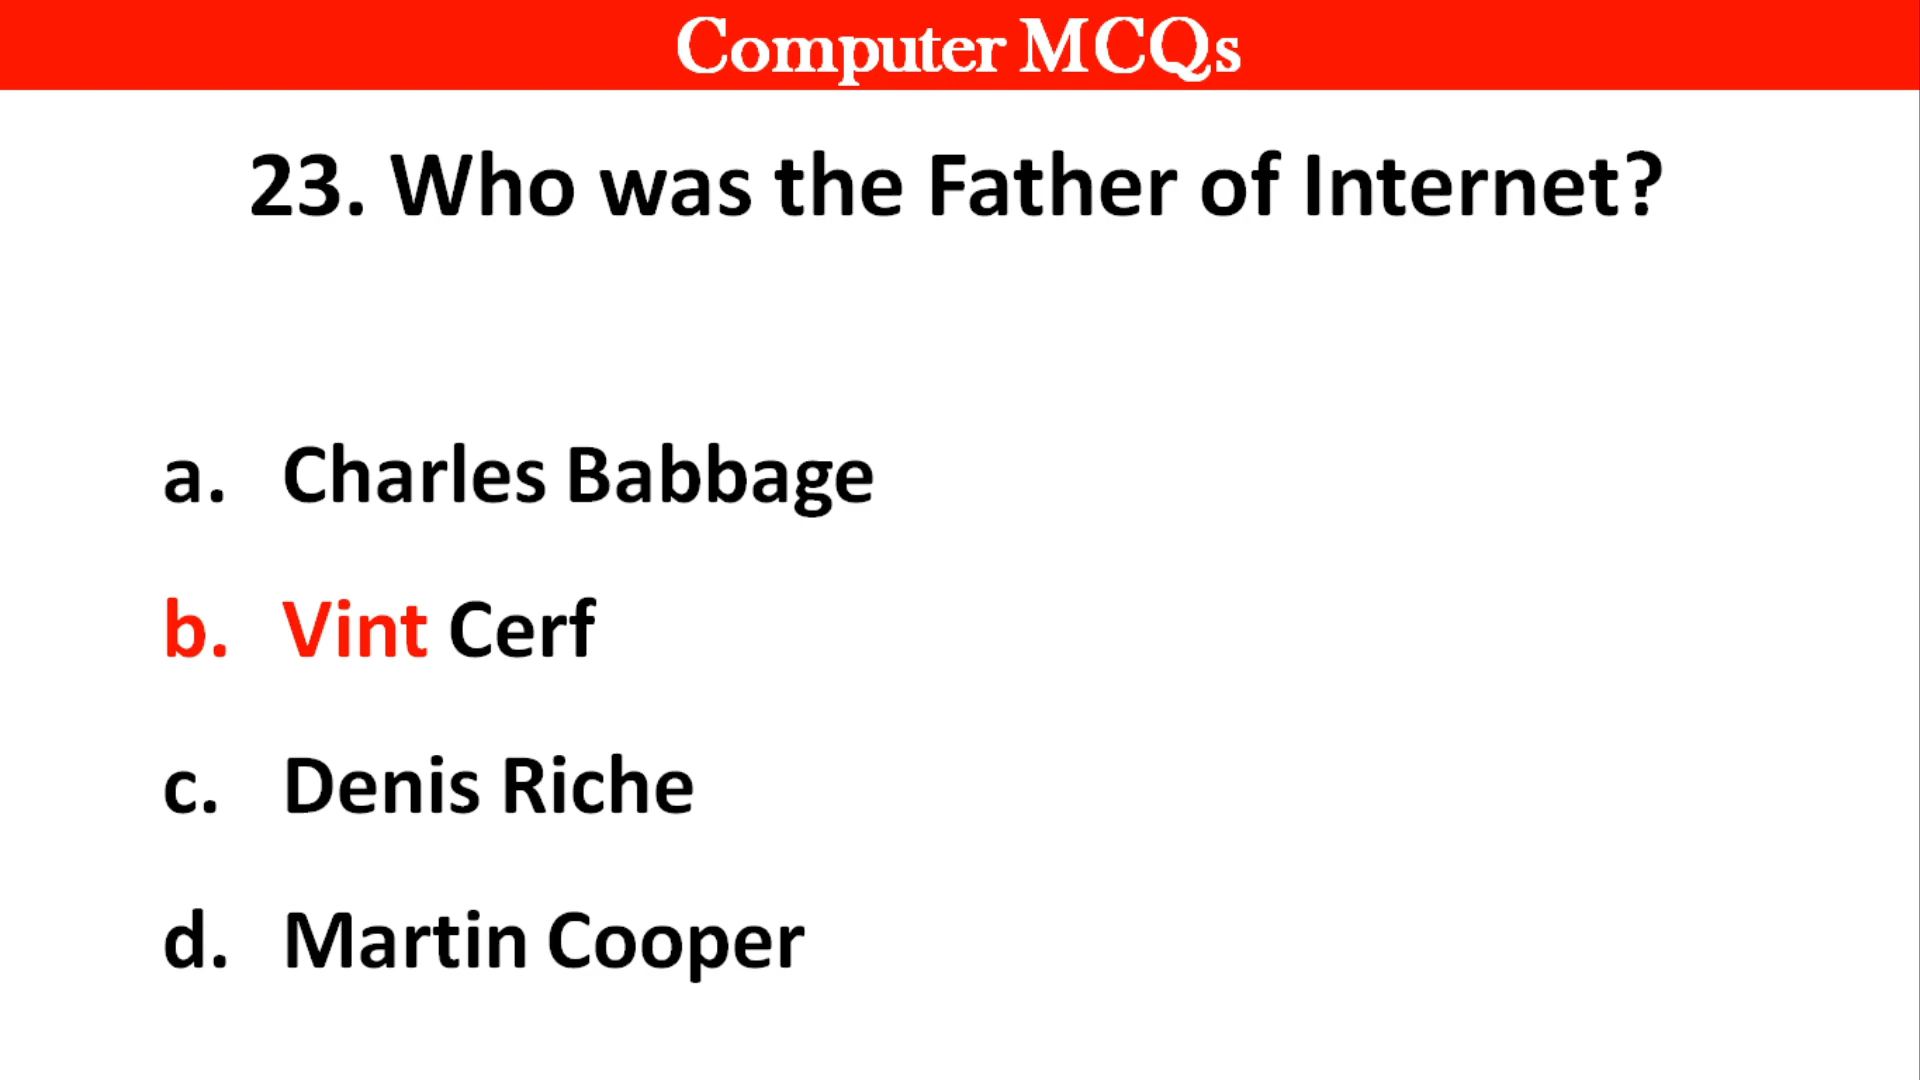 Computer MCQs
23. Who was the Father of Internet?
a. Charles Babbage
b. Vint Cerf
c. Denis Riche
d. Martin Cooper